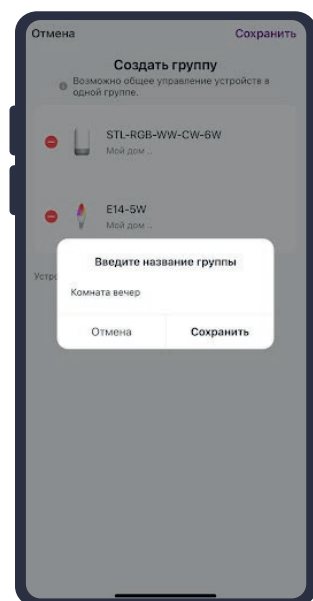 Отмена Сохранить
Создать группу
Возможно общее управление устройств в
одной группе.
STL-RGB-WW-CW-6W
Мой дом ..
E14-5W
Мой дом ..
Введите название группы
Устро
Комната вечер
Отмена Сохранить